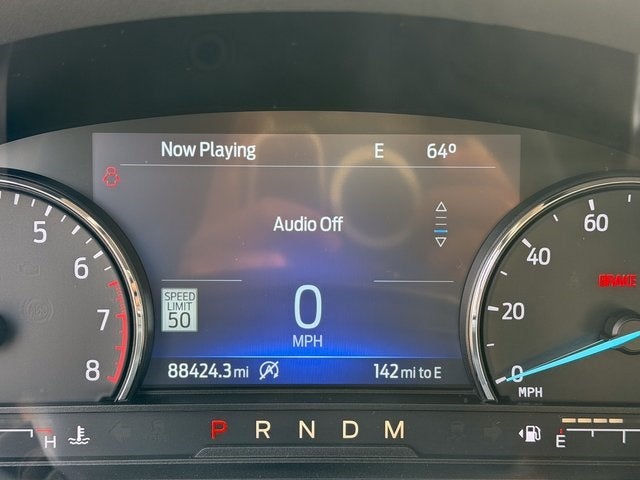 Now Playing E 64°
Audio Off
5
6
7
8
SPEED
LIMIT
50
0
MPH
88424.3 mi
142 mi to E
60
40
20
0
MPH
BRAKE
H
P R N D M
E